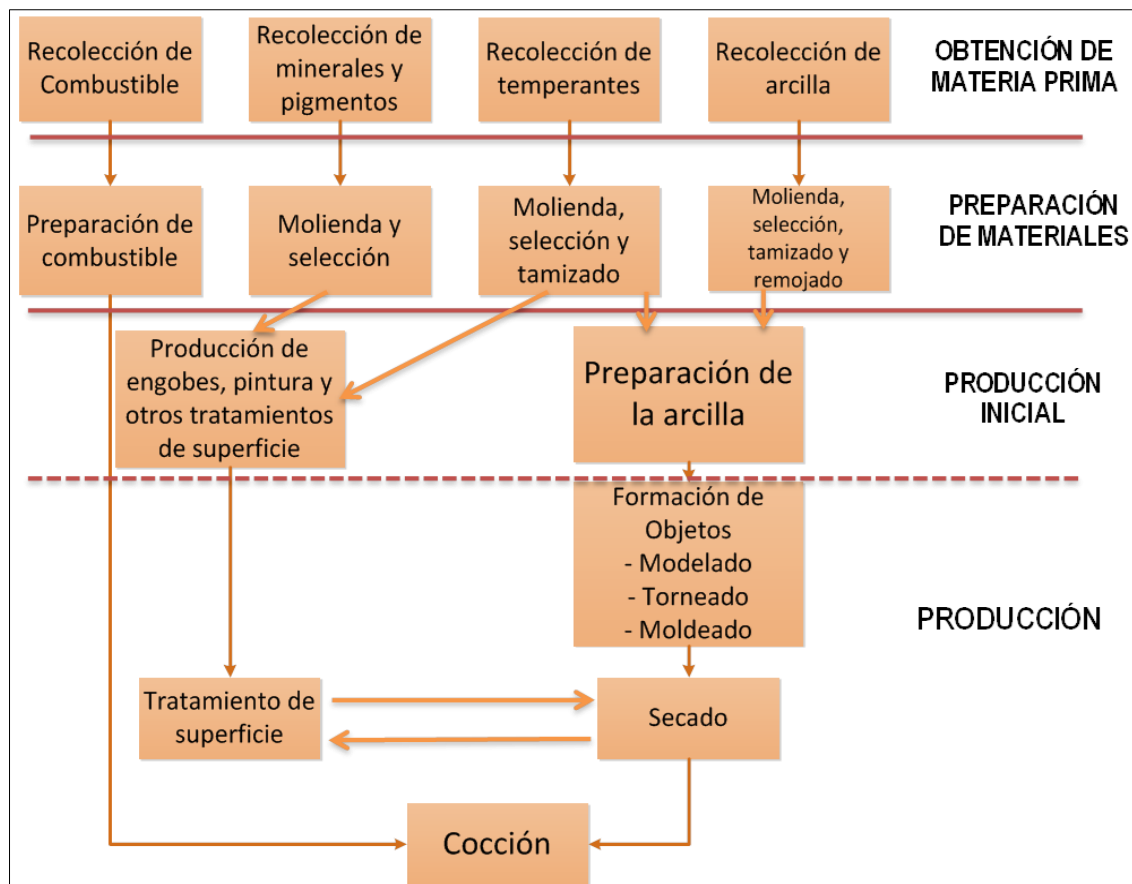 Recolección de
Combustible
Recolección de
minerales y
pigmentos
Recolección
de temperantes
Recolección de
arcilla
OBTENCIÓN DE
MATERIA PRIMA
Preparación de
combustible
Molienda y
selección
Molienda,
selección y
tamizado
Molienda,
selección,
tamizado y
remojado
PREPARACIÓN
DE MATERIALES
Producción de
engobes, pintura y
otros tratamientos
de superficie
Preparación de
la arcilla
PRODUCCIÓN
INICIAL
Formación de
Objetos
- Modelado
- Torneado
- Moldeado
PRODUCCIÓN
Tratamiento de
superficie
Secado
Cocción